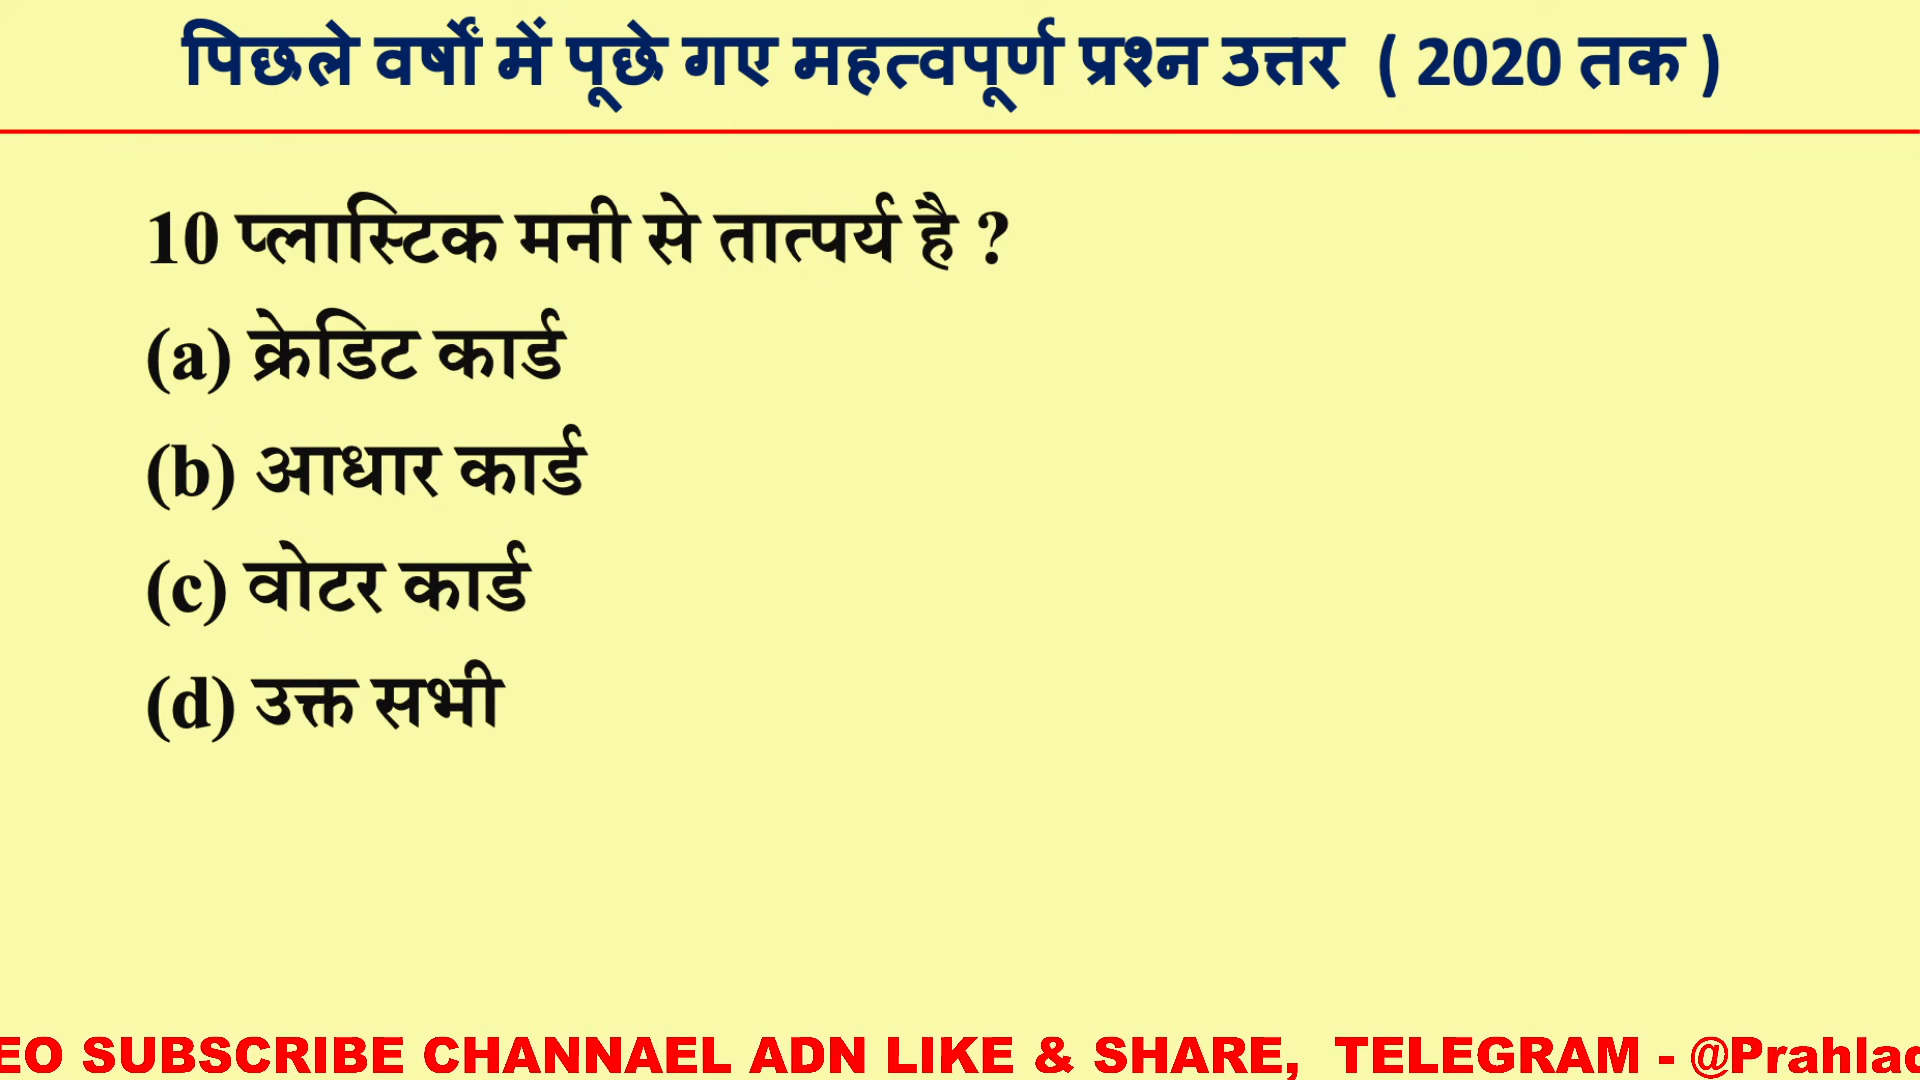 पिछले वर्षों में पूछे गए महत्वपूर्ण प्रश्न उत्तर ( 2020 तक )
10 प्लास्टिक मनी से तात्पर्य है ?
(a) क्रेडिट कार्ड
(b) आधार कार्ड
(c) वोटर कार्ड
(d) उक्त सभी
EO SUBSCRIBE CHANNAEL ADN LIKE & SHARE, TELEGRAM - @Prahlad